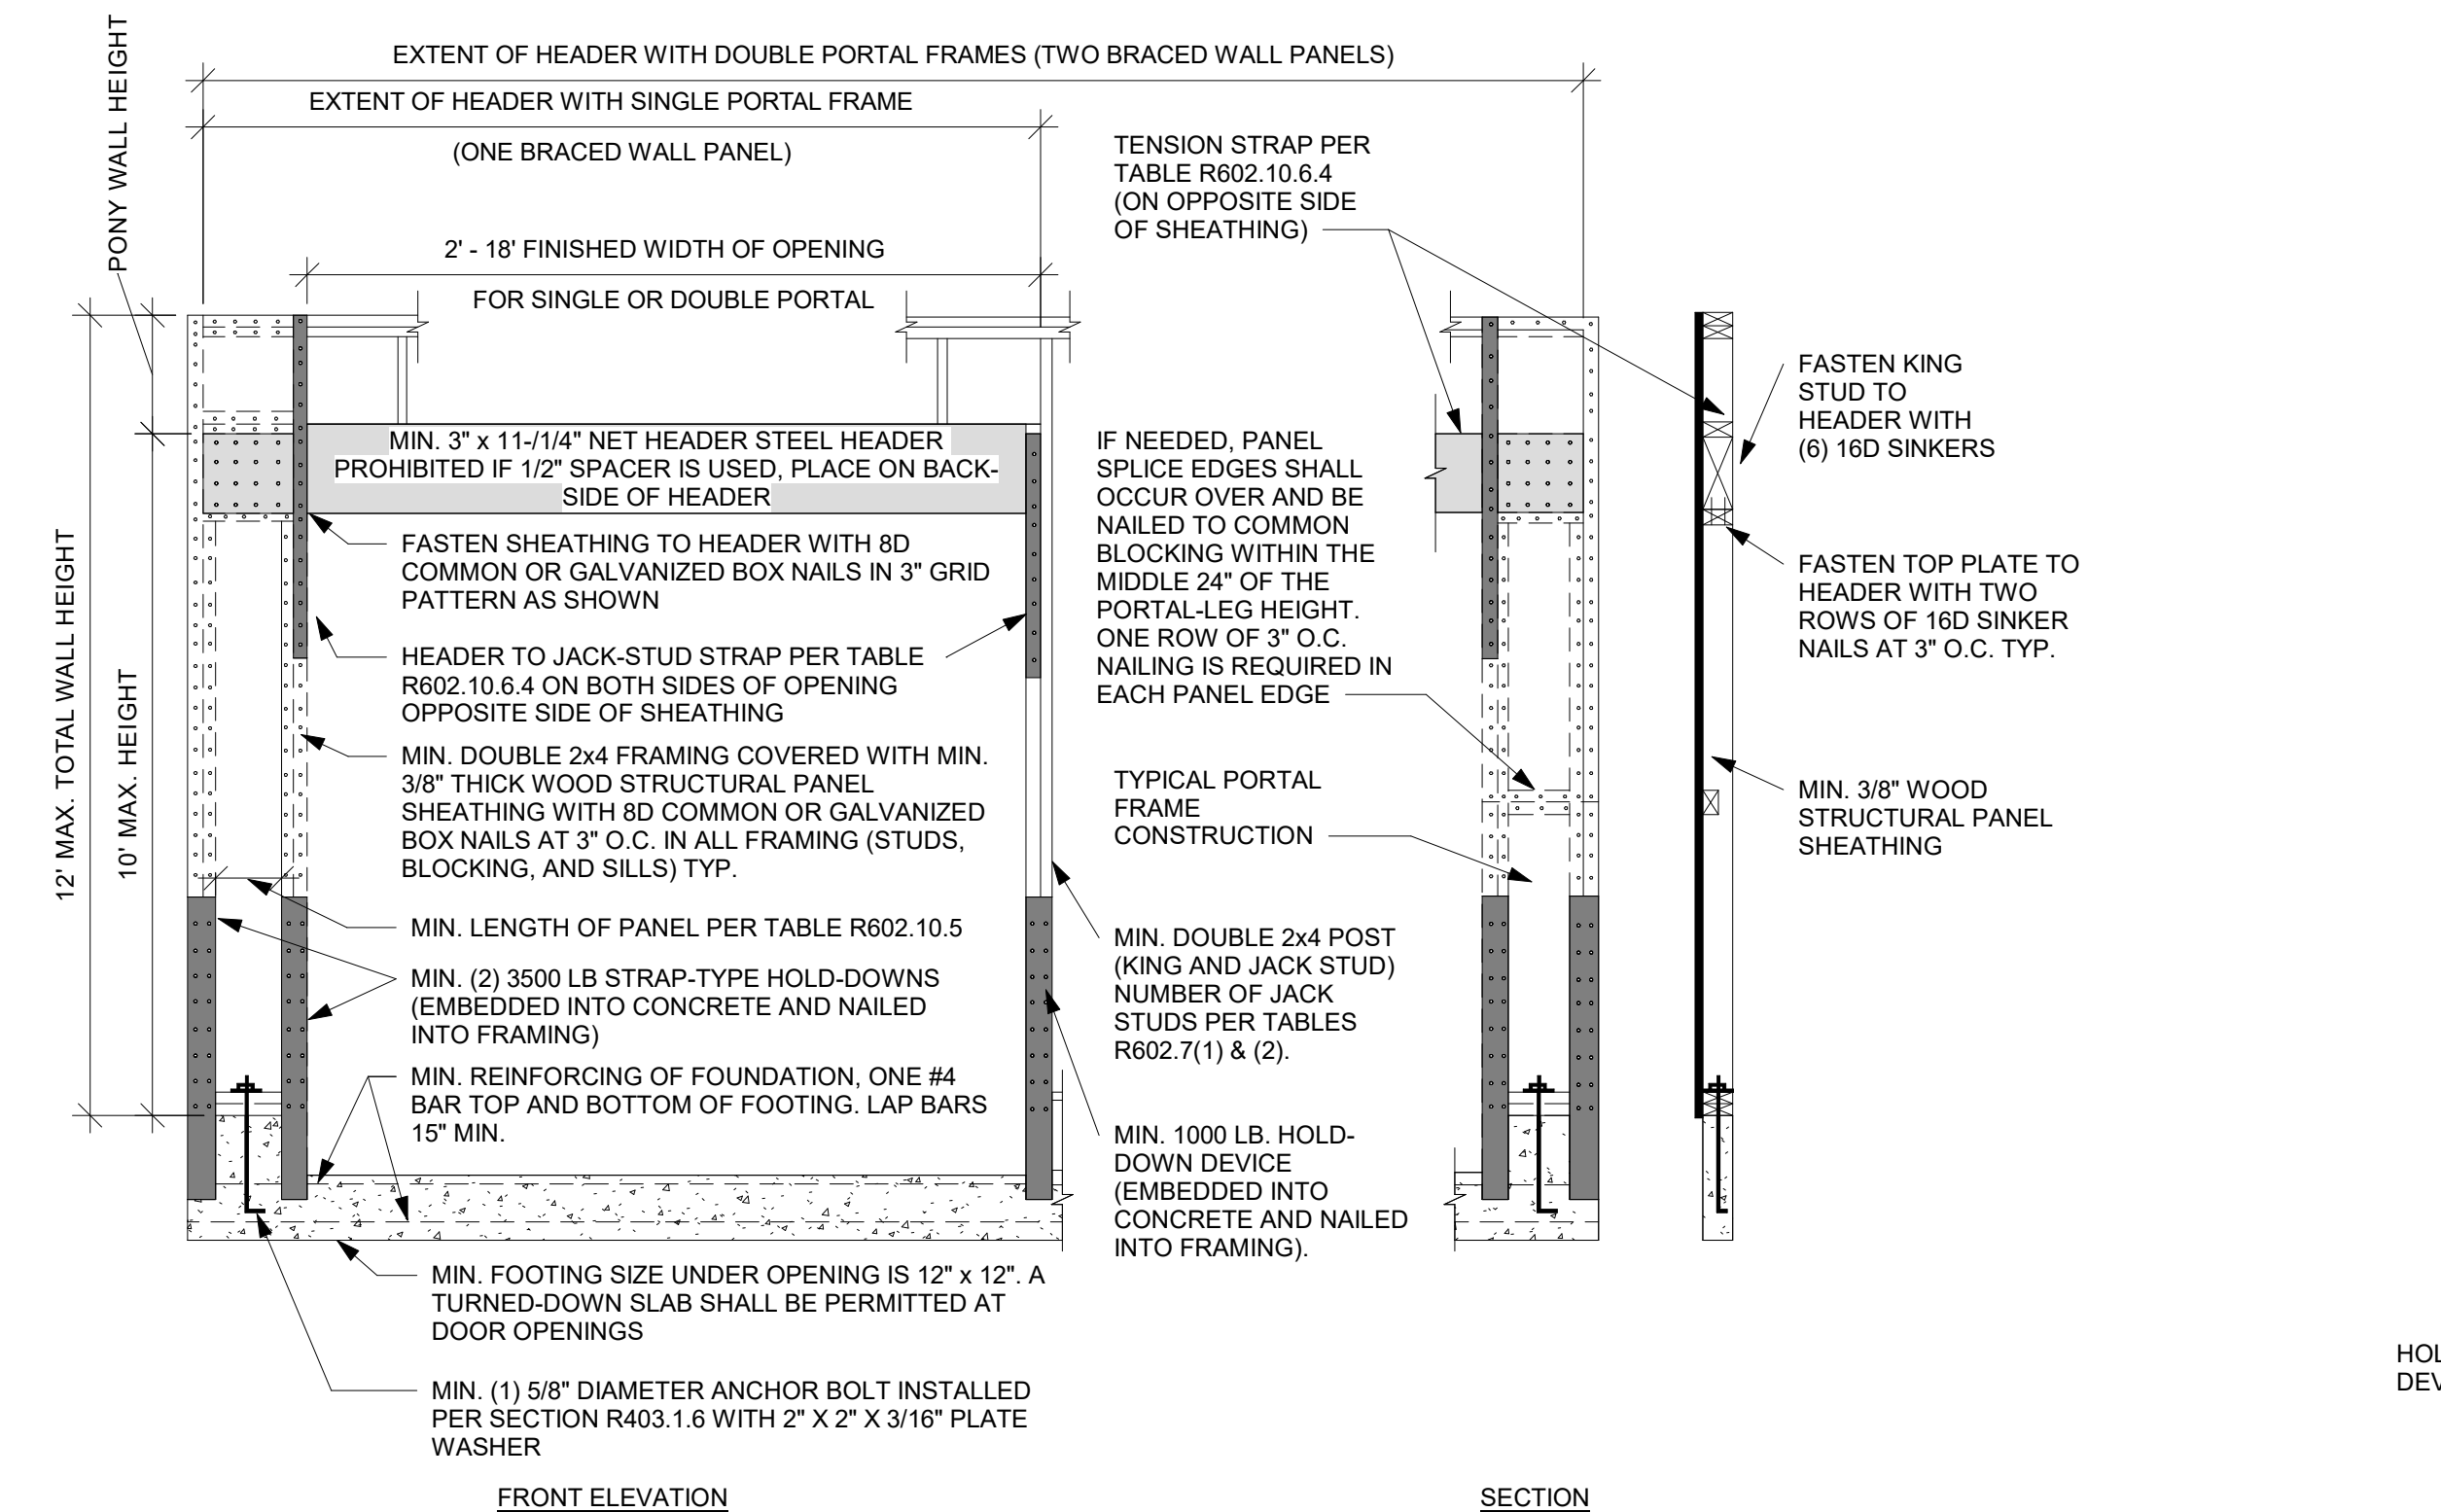 PONY WALL HEIGHT
EXTENT OF HEADER WITH DOUBLE PORTAL FRAMES (TWO BRACED WALL PANELS)
EXTENT OF HEADER WITH SINGLE PORTAL FRAME
(ONE BRACED WALL PANEL)
2' - 18' FINISHED WIDTH OF OPENING
FOR SINGLE OR DOUBLE PORTAL
12' MAX. TOTAL WALL HEIGHT
10' MAX. HEIGHT
MIN. 3" x 11-/1/4" NET HEADER STEEL HEADER
PROHIBITED IF 1/2" SPACER IS USED, PLACE ON BACK-
SIDE OF HEADER
FASTEN SHEATHING TO HEADER WITH 8D
COMMON OR GALVANIZED BOX NAILS IN 3" GRID
PATTERN AS SHOWN
HEADER TO JACK-STUD STRAP PER TABLE
R602.10.6.4 ON BOTH SIDES OF OPENING
OPPOSITE SIDE OF SHEATHING
MIN. DOUBLE 2x4 FRAMING COVERED WITH MIN.
3/8" THICK WOOD STRUCTURAL PANEL
SHEATHING WITH 8D COMMON OR GALVANIZED
BOX NAILS AT 3" O.C. IN ALL FRAMING (STUDS,
BLOCKING, AND SILLS) TYP.
MIN. LENGTH OF PANEL PER TABLE R602.10.5
MIN. (2) 3500 LB STRAP-TYPE HOLD-DOWNS
(EMBEDDED INTO CONCRETE AND NAILED
INTO FRAMING)
MIN. REINFORCING OF FOUNDATION, ONE #4
BAR TOP AND BOTTOM OF FOOTING. LAP BARS
15" MIN.
MIN. FOOTING SIZE UNDER OPENING IS 12" x 12". A
TURNED-DOWN SLAB SHALL BE PERMITTED AT
DOOR OPENINGS
MIN. (1) 5/8" DIAMETER ANCHOR BOLT INSTALLED
PER SECTION R403.1.6 WITH 2" X 2" X 3/16" PLATE
WASHER
FRONT ELEVATION
TENSION STRAP PER
TABLE R602.10.6.4
(ON OPPOSITE SIDE
OF SHEATHING)
IF NEEDED, PANEL
SPLICE EDGES SHALL
OCCUR OVER AND BE
NAILED TO COMMON
BLOCKING WITHIN THE
MIDDLE 24" OF THE
PORTAL-LEG HEIGHT.
ONE ROW OF 3" O.C.
NAILING IS REQUIRED IN
EACH PANEL EDGE
TYPICAL PORTAL
FRAME
CONSTRUCTION
MIN. DOUBLE 2x4 POST
(KING AND JACK STUD)
NUMBER OF JACK
STUDS PER TABLES
R602.7(1) & (2).
MIN. 1000 LB. HOLD-
DOWN DEVICE
(EMBEDDED INTO
CONCRETE AND NAILED
INTO FRAMING).
FASTEN KING
STUD TO
HEADER WITH
(6) 16D SINKERS
FASTEN TOP PLATE TO
HEADER WITH TWO
ROWS OF 16D SINKER
NAILS AT 3" O.C. TYP.
MIN. 3/8" WOOD
STRUCTURAL PANEL
SHEATHING
SECTION